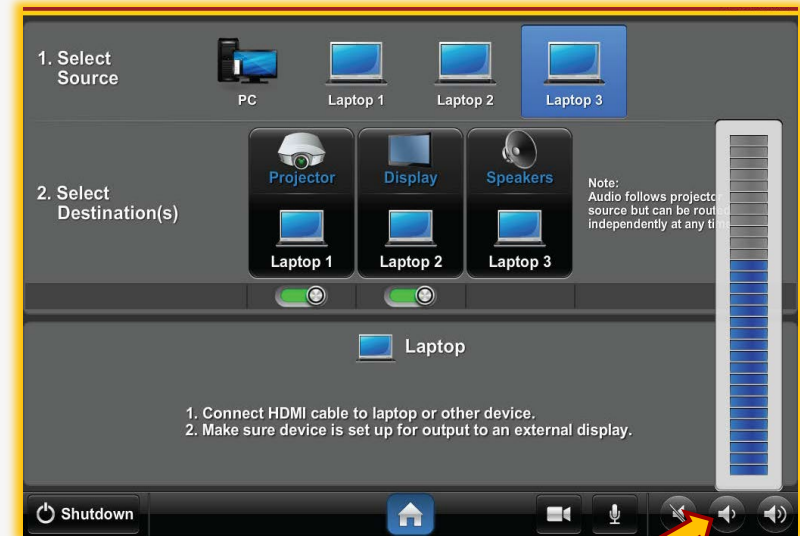 1. Select
Source
PC
Laptop 1
Laptop 2
Laptop 3
2. Select
Destination(s)
Projector
Display
Speakers
Laptop 1
Laptop 2
Laptop 3
Note:
Audio follows projector
source but can be route
independently at any tim
Laptop
1. Connect HDMI cable to laptop or other device.
2. Make sure device is set up for output to an external display.
Shutdown